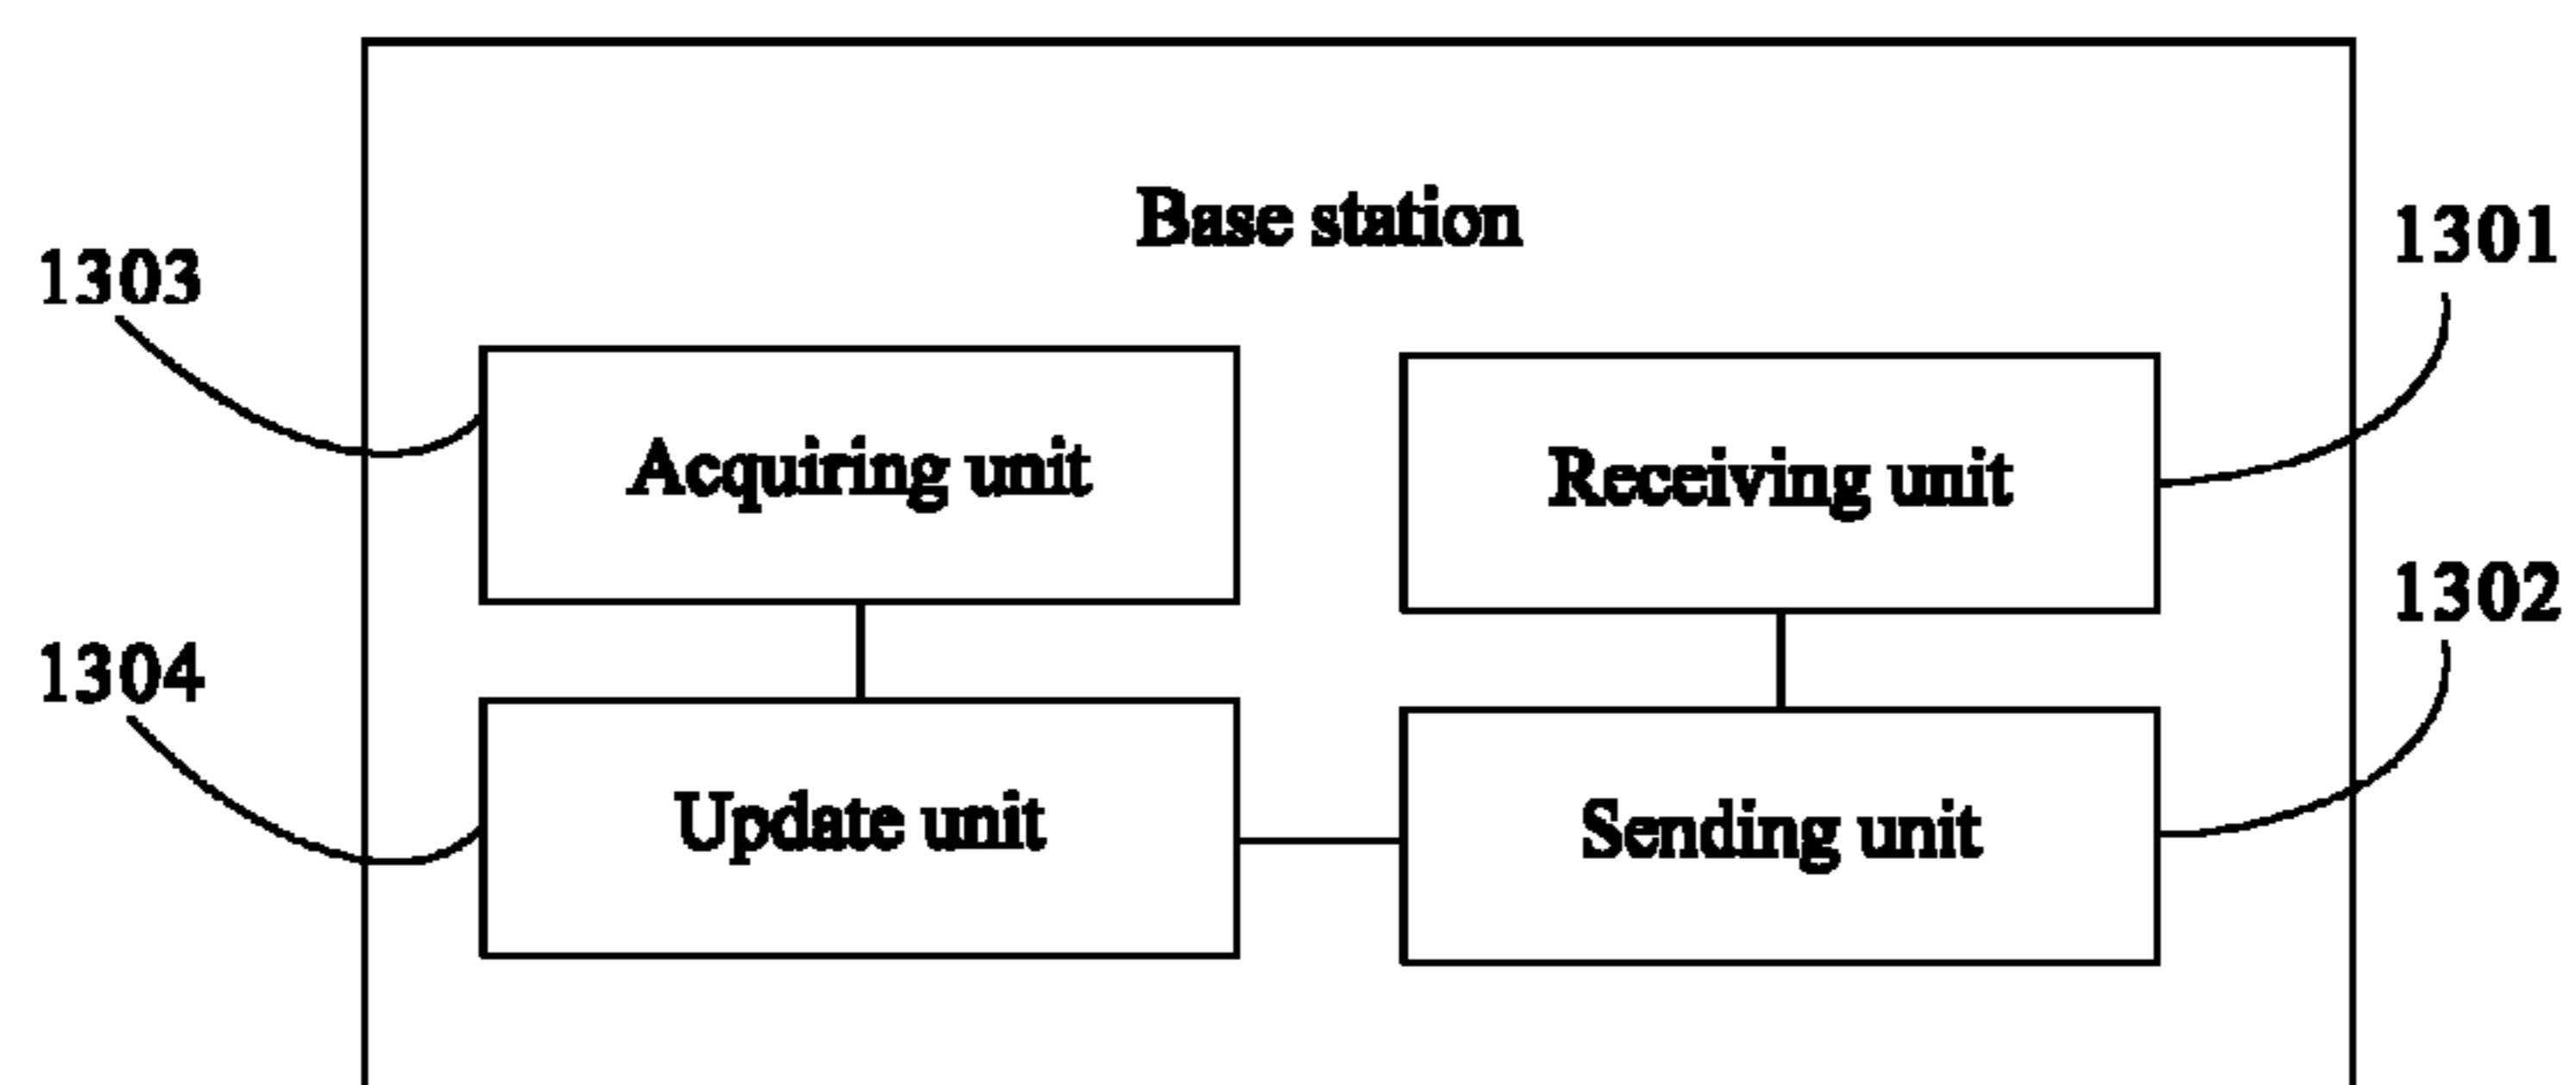 Base station
1303
1301
Acquiring unit
Receiving unit
1304
1302
Update unit
Sending unit